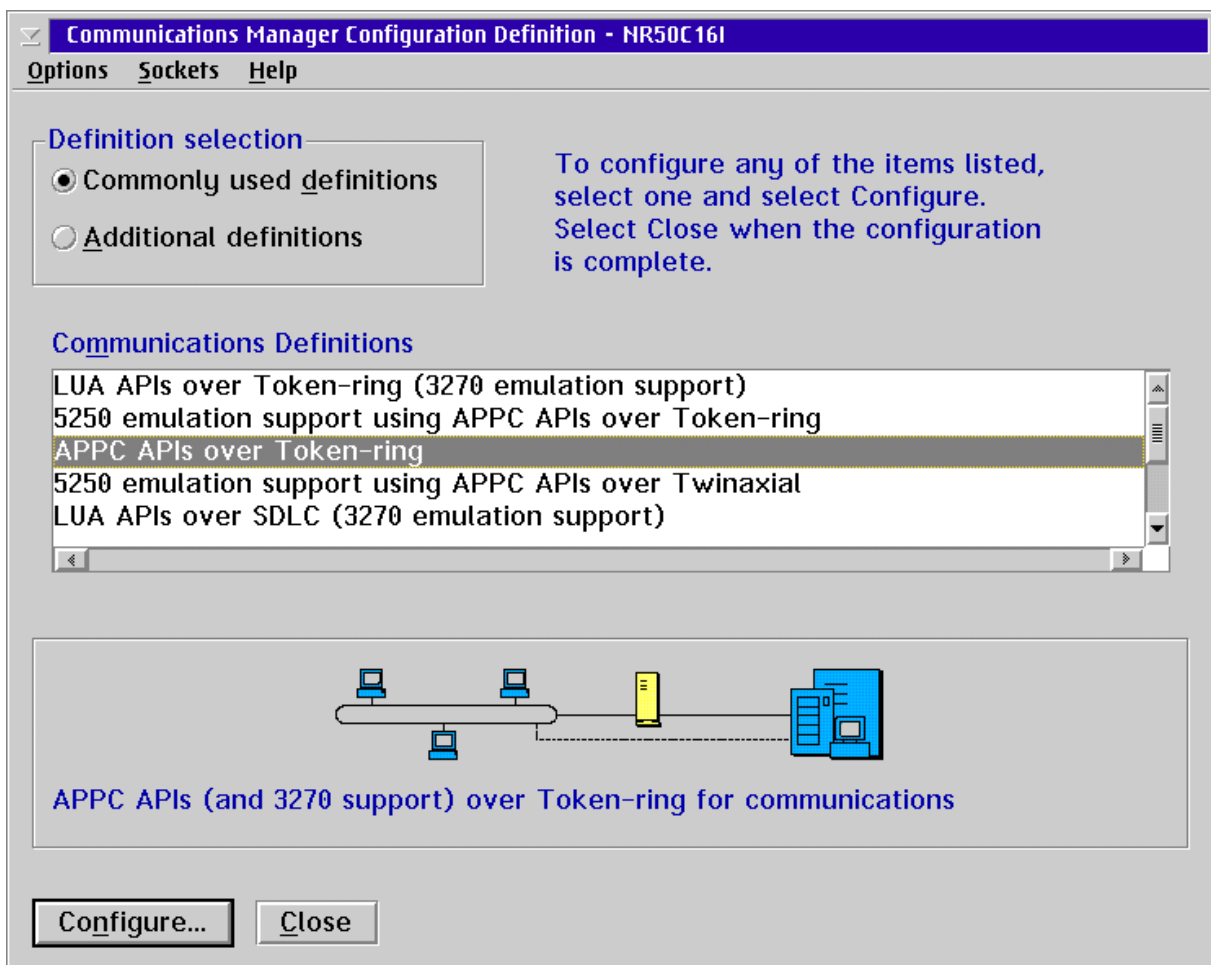 Communications Manager Configuration Definition - NR50C16I
Options Sockets Help
Definition selection
Commonly used definitions
Additional definitions
To configure any of the items listed,
select one and select Configure.
Select Close when the configuration
is complete.
Communications Definitions
LUA APIs over Token-ring (3270 emulation support)
5250 emulation support using APPC APIs over Token-ring
APPC APIs over Token-ring
5250 emulation support using APPC APIs over Twinaxial
LUA APIs over SDLC (3270 emulation support)
APPC APIs (and 3270 support) over Token-ring for communications
Configure... Close